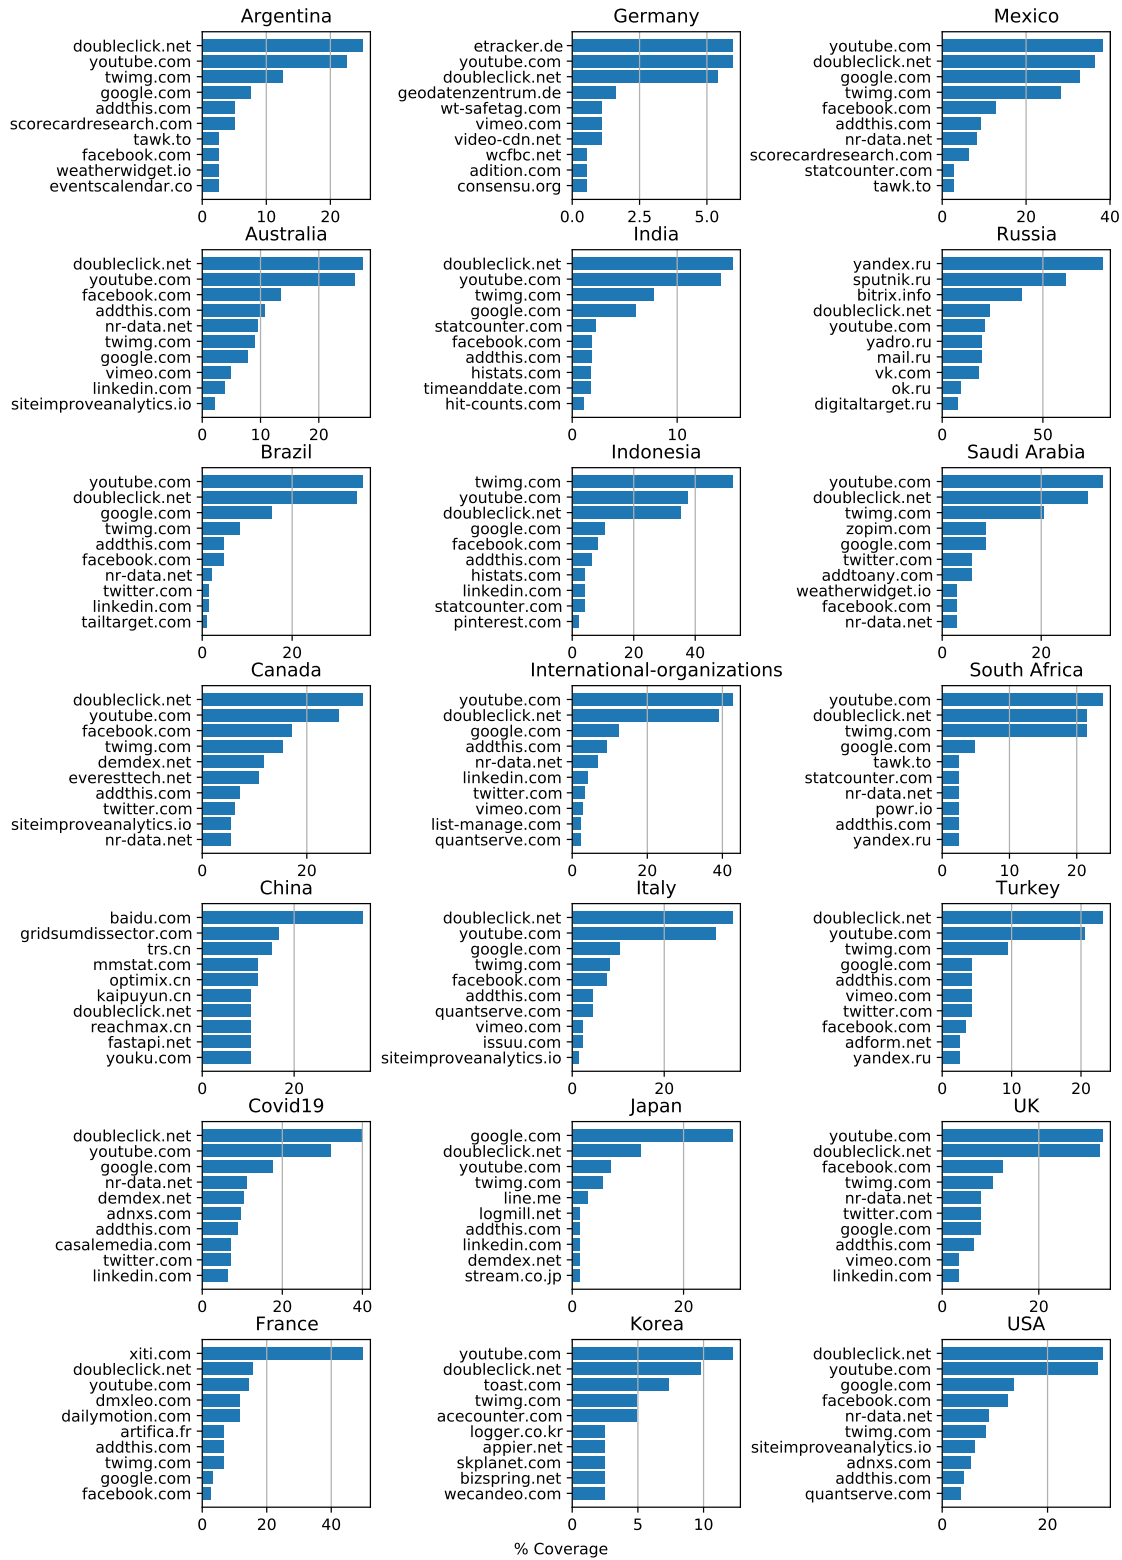 Argentina
doubleclick.net
youtube.com
twimg.com
google.com
addthis.com
scorecardresearch.com
tawk.to
facebook.com
weatherwidget.io
eventscalendar.co
0 10 20
Germany
etracker.de
youtube.com
doubleclick.net
geodatenzentrum.de
wt-safetag.com
vimeo.com
video-cdn.net
wcfbc.net
adition.com
consensu.org
0.0 2.5 5.0
Mexico
youtube.com
doubleclick.net
google.com
twimg.com
facebook.com
addthis.com
nr-data.net
scorecardresearch.com
statcounter.com
tawk.to
0 20 40
Australia
doubleclick.net
youtube.com
facebook.com
addthis.com
nr-data.net
twimg.com
google.com
vimeo.com
linkedin.com
siteimproveanalytics.io
0 10 20
India
doubleclick.net
youtube.com
twimg.com
google.com
statcounter.com
facebook.com
addthis.com
histats.com
timeanddate.com
hit-counts.com
0 10
Russia
yandex.ru
sputnik.ru
bitrix.info
doubleclick.net
youtube.com
yadro.ru
mail.ru
vk.com
ok.ru
digitaltarget.ru
0 50
Brazil
youtube.com
doubleclick.net
google.com
twimg.com
addthis.com
facebook.com
nr-data.net
twitter.com
linkedin.com
tailtarget.com
0 20
Indonesia
twimg.com
youtube.com
doubleclick.net
google.com
facebook.com
addthis.com
histats.com
linkedin.com
statcounter.com
pinterest.com
0 20 40
Saudi Arabia
youtube.com
doubleclick.net
twimg.com
zopim.com
google.com
twitter.com
addtoany.com
weatherwidget.io
facebook.com
nr-data.net
0 20
Canada
doubleclick.net
youtube.com
facebook.com
twimg.com
demdex.net
everesttech.net
addthis.com
twitter.com
siteimproveanalytics.io
nr-data.net
0 20
International-organizations
youtube.com
doubleclick.net
google.com
addthis.com
nr-data.net
linkedin.com
twitter.com
vimeo.com
list-manage.com
quantserve.com
0 20 40
South Africa
youtube.com
doubleclick.net
twimg.com
google.com
tawk.to
statcounter.com
nr-data.net
powr.io
addthis.com
yandex.ru
0 10 20
China
baidu.com
gridsumdissector.com
trs.cn
mmstat.com
optimix.cn
kaipuyun.cn
doubleclick.net
reachmax.cn
fastapi.net
youku.com
0 20
Italy
doubleclick.net
youtube.com
google.com
twimg.com
facebook.com
addthis.com
quantserve.com
vimeo.com
issuu.com
siteimproveanalytics.io
0 20
Turkey
doubleclick.net
youtube.com
twimg.com
google.com
addthis.com
vimeo.com
twitter.com
facebook.com
adform.net
yandex.ru
0 10 20
Covid19
doubleclick.net
youtube.com
google.com
nr-data.net
demdex.net
adnxs.com
addthis.com
casalemedia.com
twitter.com
linkedin.com
0 20 40
Japan
google.com
doubleclick.net
youtube.com
twimg.com
line.me
logmill.net
addthis.com
linkedin.com
demdex.net
stream.co.jp
0 20
UK
youtube.com
doubleclick.net
facebook.com
twimg.com
nr-data.net
twitter.com
google.com
addthis.com
vimeo.com
linkedin.com
0 20
France
xiti.com
doubleclick.net
youtube.com
dmxleo.com
dailymotion.com
artifica.fr
addthis.com
twimg.com
google.com
facebook.com
0 20 40
Korea
youtube.com
doubleclick.net
toast.com
twimg.com
acecounter.com
logger.co.kr
appier.net
skplanet.com
bizspring.net
wecandeo.com
0 5 10
USA
doubleclick.net
youtube.com
google.com
facebook.com
nr-data.net
twimg.com
siteimproveanalytics.io
adnxs.com
addthis.com
quantserve.com
0 20
% Coverage